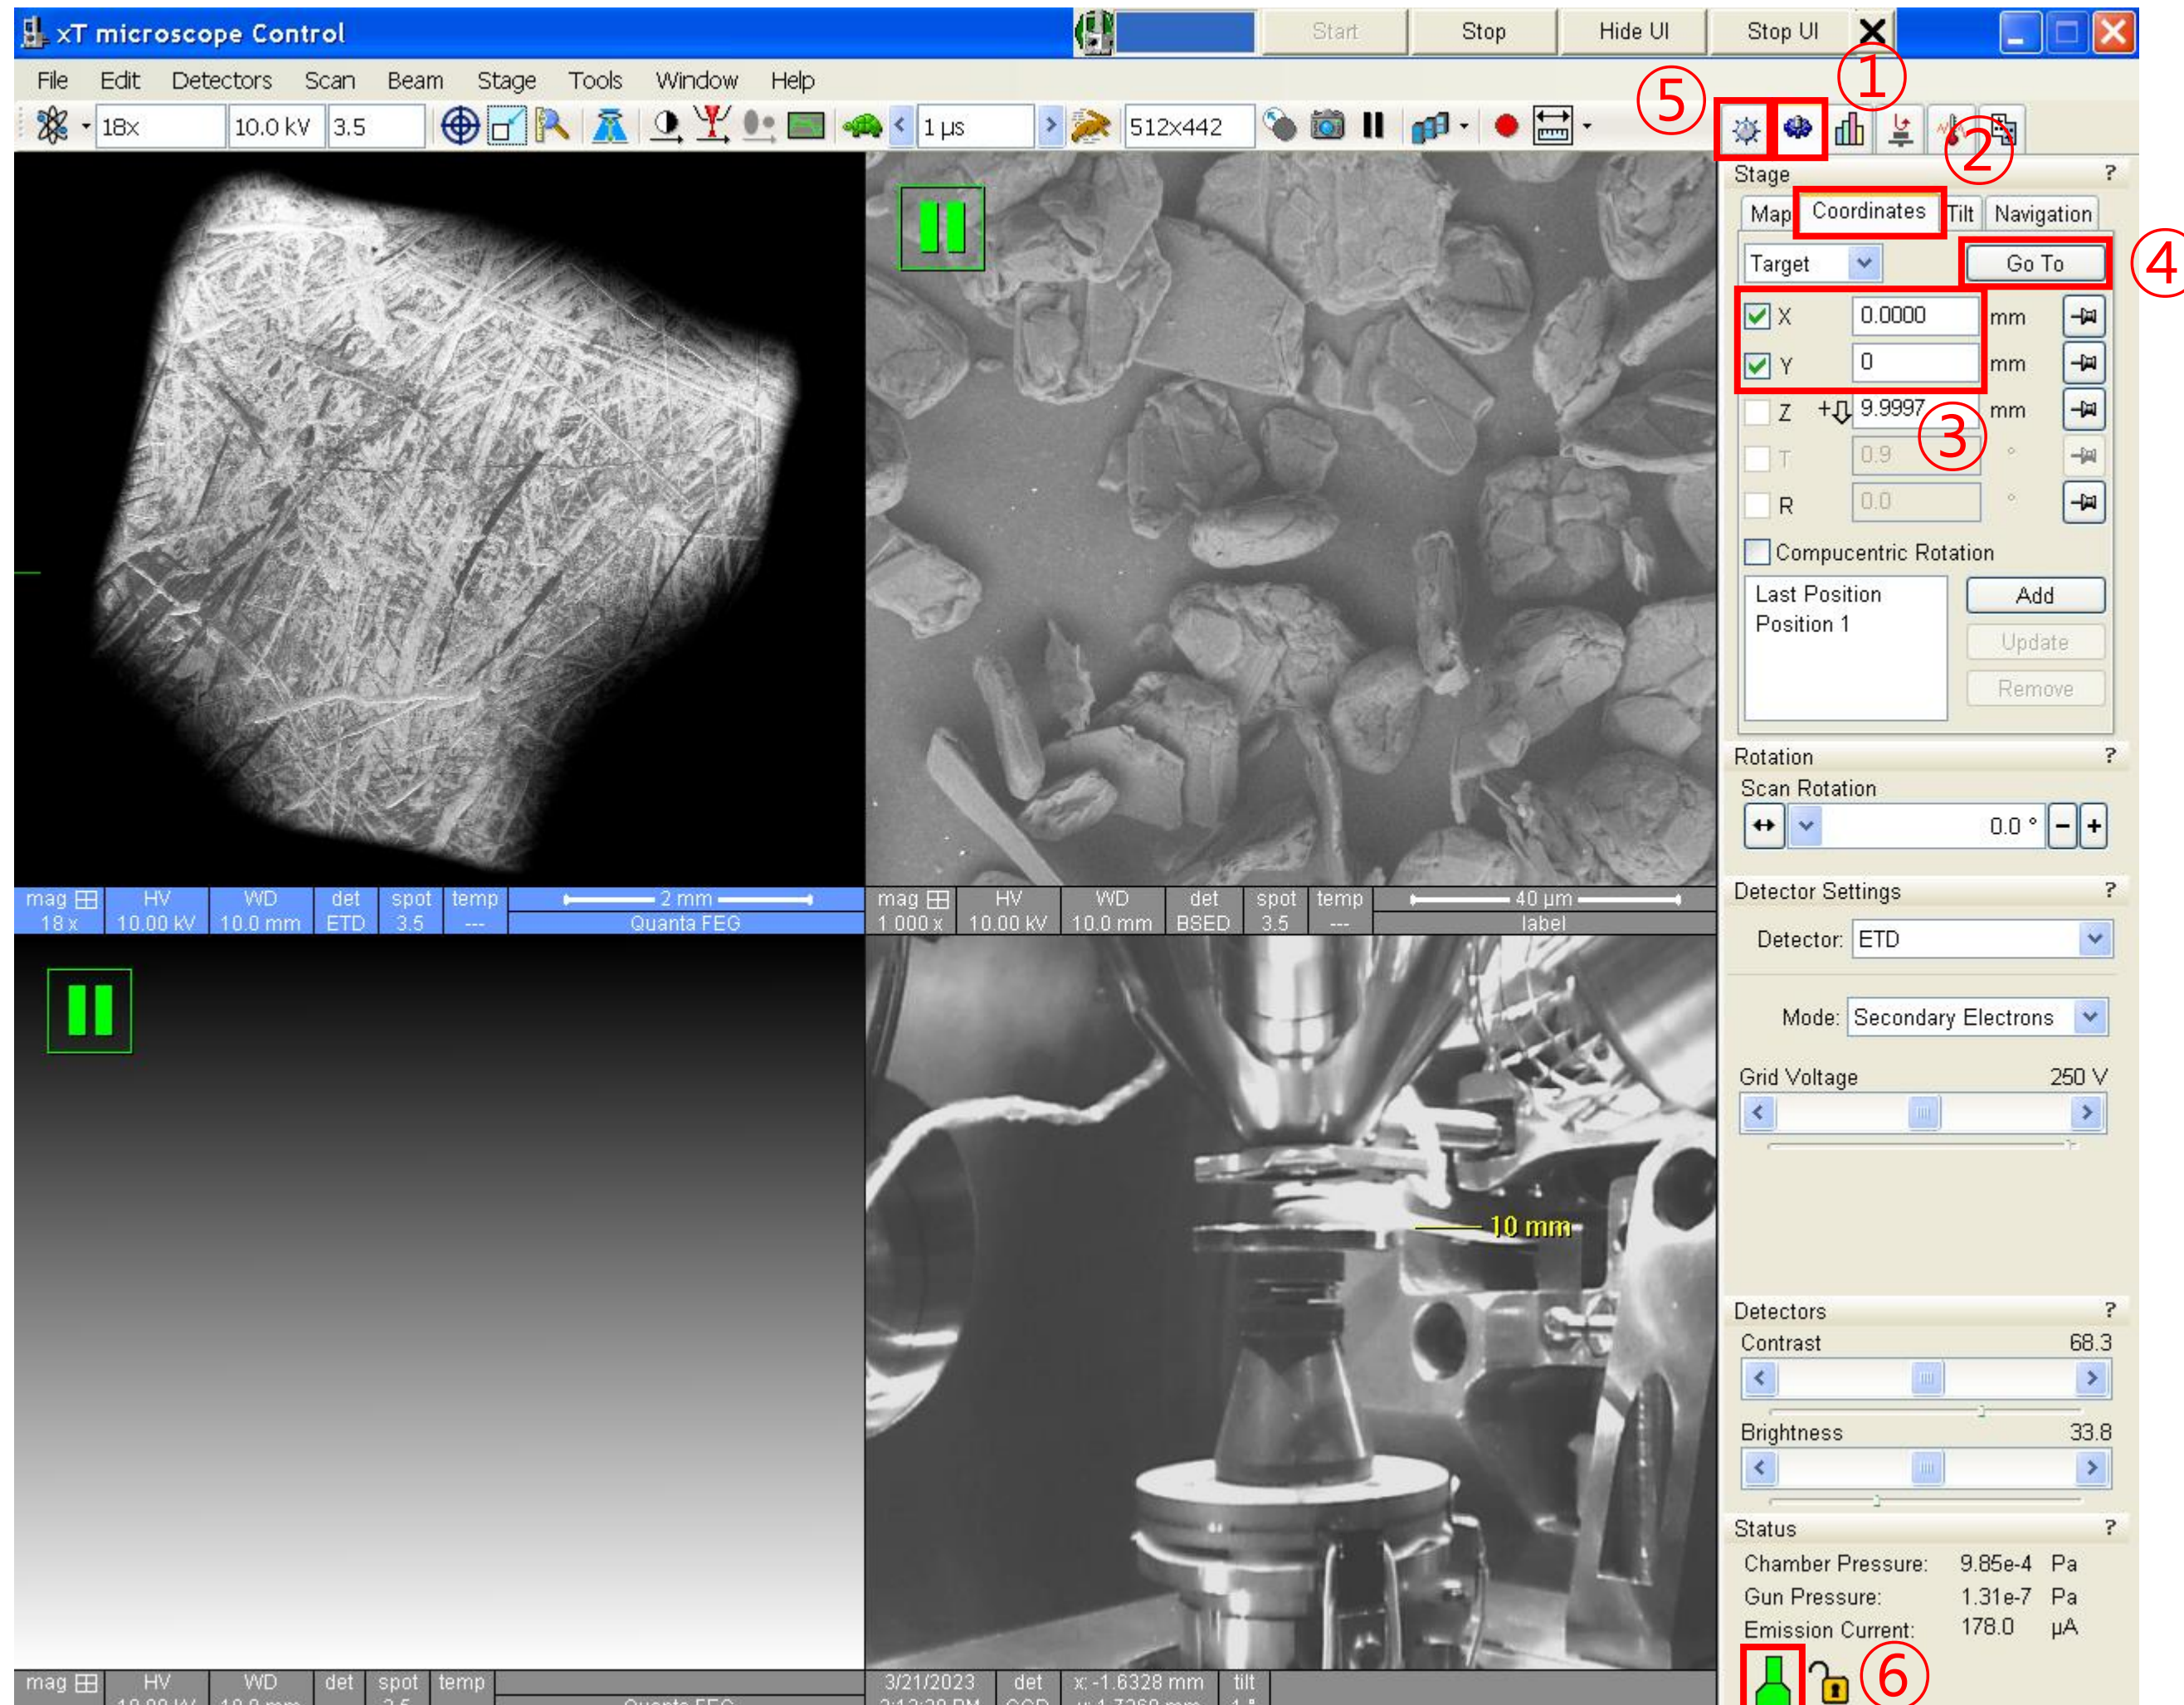 xT microscope Control
Start Stop Hide UI Stop UI X
①
⑤
File Edit Detectors Scan Beam Stage Tools Window Help
18x 10.0 kV 3.5 1 µs 512x442
②
Stage ?
Map Coordinates Tilt Navigation
Target Go To
④
X 0.0000 mm
Y 0 mm
Z + 9.9997 mm
③
T 0.9 °
R 0.0 °
Compucentric Rotation
Last Position Add
Position 1
Update
Remove
Rotation ?
Scan Rotation
0.0 ° - +
mag HV WD det spot temp 2 mm
18 x 10.00 kV 10.0 mm ETD 3.5 --- Quanta FEG
mag HV WD det spot temp 40 µm
1 000 x 10.00 kV 10.0 mm BSED 3.5 --- label
Detector Settings ?
Detector: ETD
Mode: Secondary Electrons
Grid Voltage 250 V
10 mm
Detectors ?
Contrast 68.3
Brightness 33.8
Status ?
Chamber Pressure: 9.85e-4 Pa
Gun Pressure: 1.31e-7 Pa
Emission Current: 178.0 µA
⑥
mag HV WD det spot temp
3/21/2023 det x: -1.6328 mm tilt